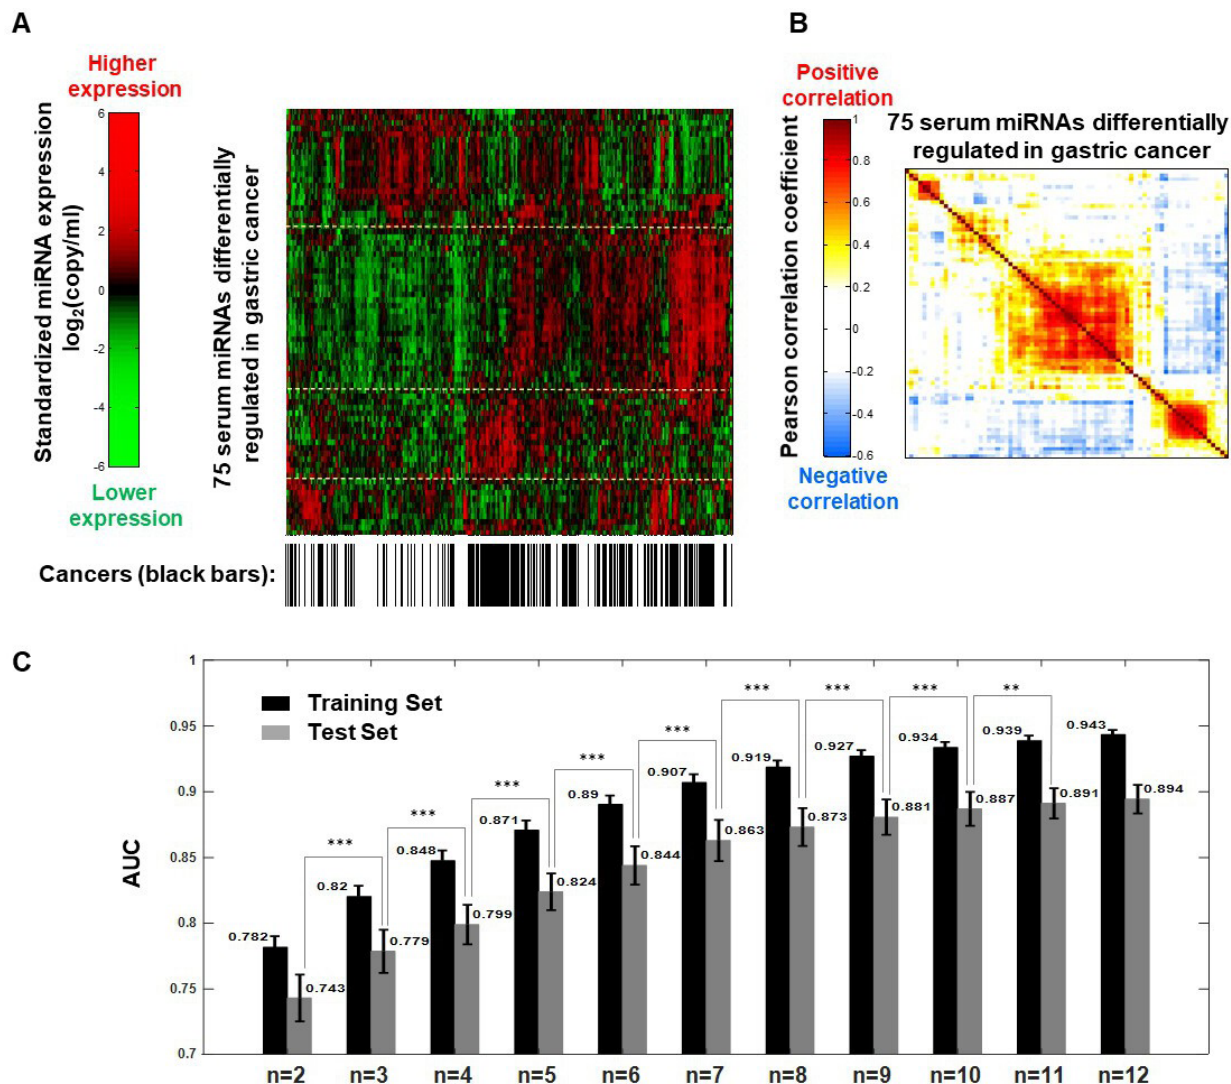 A
B
Higher
expression
Standardized miRNA expression
log2(copy/ml)
6
4
2
0
-2
-4
-6
Lower
expression
75 serum miRNAs differentially
regulated in gastric cancer
Cancers (black bars):
Positive
correlation
Pearson correlation coefficient
1
0.8
0.6
0.4
0.2
0
-0.2
-0.4
-0.6
Negative
correlation
75 serum miRNAs differentially
regulated in gastric cancer
C
AUC
1
0.95
0.9
0.85
0.8
0.75
0.7
Training Set
Test Set
*** *** *** *** *** *** *** *** **
0.782 0.82 0.848 0.871 0.89 0.907 0.919 0.927 0.934 0.939 0.943
0.743 0.779 0.799 0.824 0.844 0.863 0.873 0.881 0.887 0.891 0.894
n=2 n=3 n=4 n=5 n=6 n=7 n=8 n=9 n=10 n=11 n=12